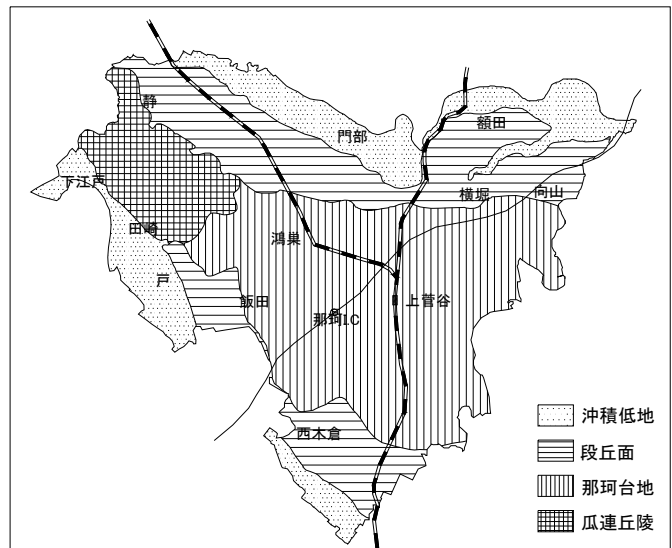 静
門部
額田
下江戸
横堀
向山
田崎
鴻巣
戸
飯田
那珂I.C
上菅谷
西木倉
沖積低地
段丘面
那珂台地
瓜連丘陵